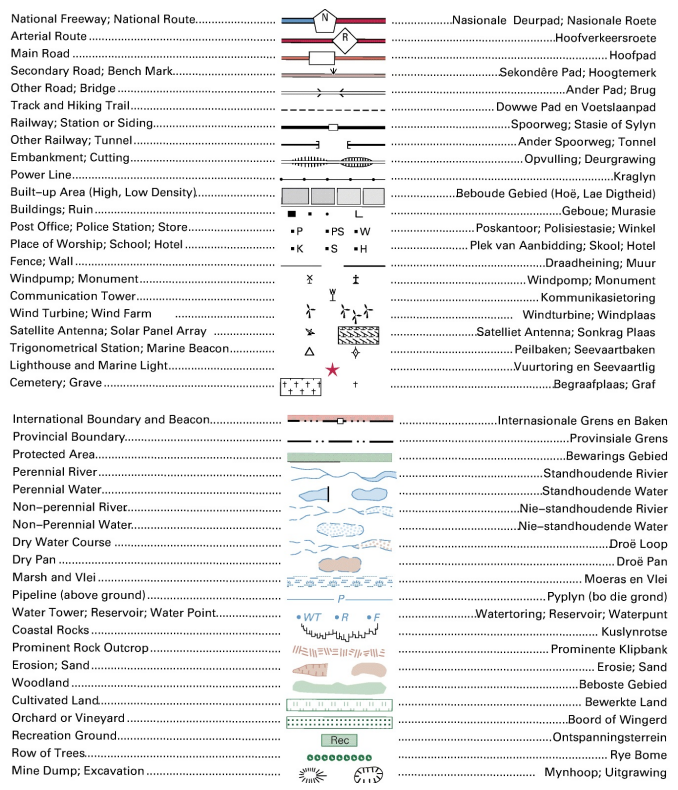 National Freeway; National Route N Nasionale Deurpad; Nasionale Roete
Arterial Route R Hoofverkeersroete
Main Road Hoofpad
Secondary Road; Bench Mark Sekondêre Pad; Hoogtemerk
Other Road; Bridge Ander Pad; Brug
Track and Hiking Trail Dowwe Pad en Voetslaanpad
Railway; Station or Siding Spoorweg; Stasie of Sylyn
Other Railway; Tunnel Ander Spoorweg; Tonnel
Embankment; Cutting Opvulling; Deurgrawing
Power Line Kraglyn
Built-up Area (High, Low Density) Beboude Gebied (Hoë, Lae Digtheid)
Buildings; Ruin Geboue; Murasie
Post Office; Police Station; Store P PS W Poskantoor; Polisiestasie; Winkel
Place of Worship; School; Hotel K S H Plek van Aanbidding; Skool; Hotel
Fence; Wall Draadheining; Muur
Windpump; Monument Windpomp; Monument
Communication Tower Kommunikasietoring
Wind Turbine; Wind Farm Windturbine; Windplaas
Satellite Antenna; Solar Panel Array Satelliet Antenna; Sonkrag Plaas
Trigonometrical Station; Marine Beacon Peilbaken; Seevaartbaken
Lighthouse and Marine Light Vuurtoring en Seevaartlig
Cemetery; Grave Begraafplaas; Graf
International Boundary and Beacon Internasionale Grens en Baken
Provincial Boundary Provinsiale Grens
Protected Area Bewarings Gebied
Perennial River Standhoudende Rivier
Perennial Water Standhoudende Water
Non-perennial River Nie-standhoudende Rivier
Non-Perennial Water Nie-standhoudende Water
Dry Water Course Droë Loop
Dry Pan Droë Pan
Marsh and Vlei Moeras en Vlei
Pipeline (above ground) P Pyplyn (bo die grond)
Water Tower; Reservoir; Water Point WT R F Watertoring; Reservoir; Waterpunt
Coastal Rocks Kuslynrotse
Prominent Rock Outcrop Prominente Klipbank
Erosion; Sand Erosie; Sand
Woodland Beboste Gebied
Cultivated Land Bewerkte Land
Orchard or Vineyard Boord of Wingerd
Recreation Ground Rec Ontspanningsterrein
Row of Trees Rye Bome
Mine Dump; Excavation Mynhoop; Uitgrawing